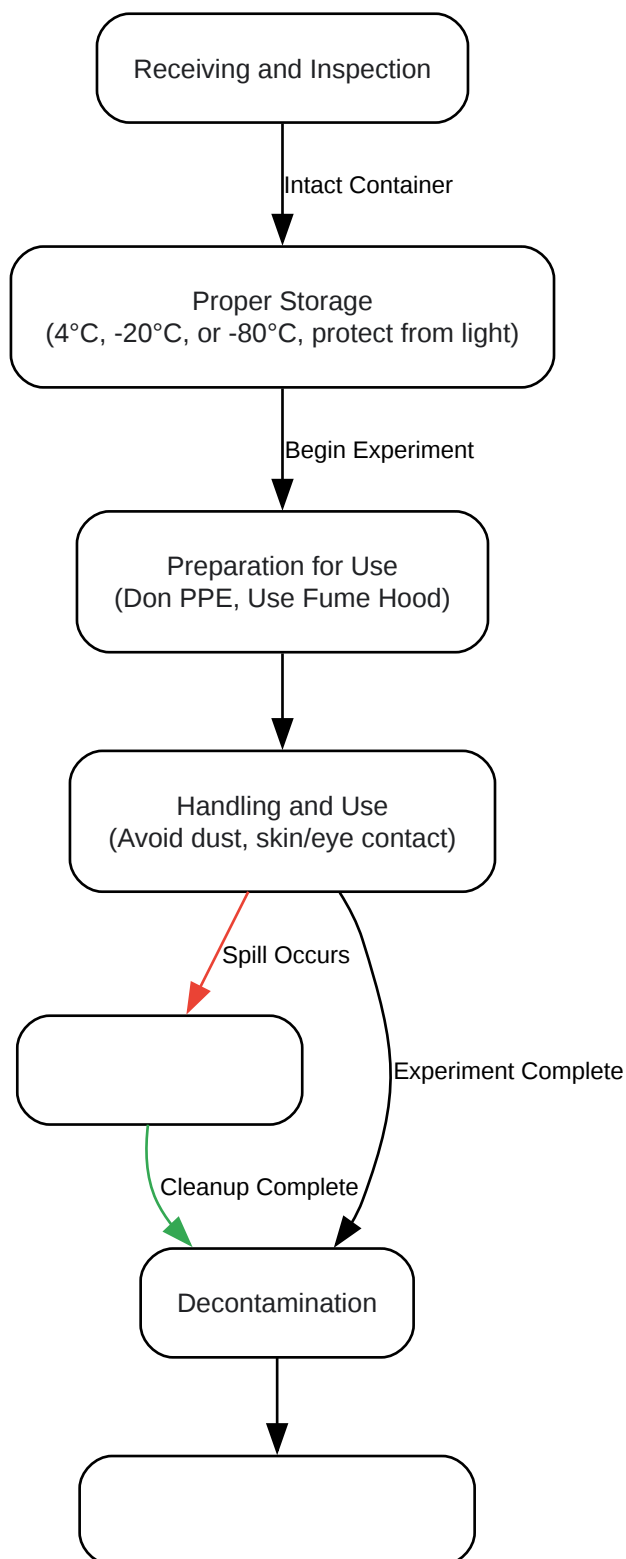 Receiving and Inspection
Intact Container
Proper Storage
(4°C, -20°C, or -80°C, protect from light)
Begin Experiment
Preparation for Use
(Don PPE, Use Fume Hood)
Handling and Use
(Avoid dust, skin/eye contact)
Spill Occurs
Experiment Complete
Cleanup Complete
Decontamination